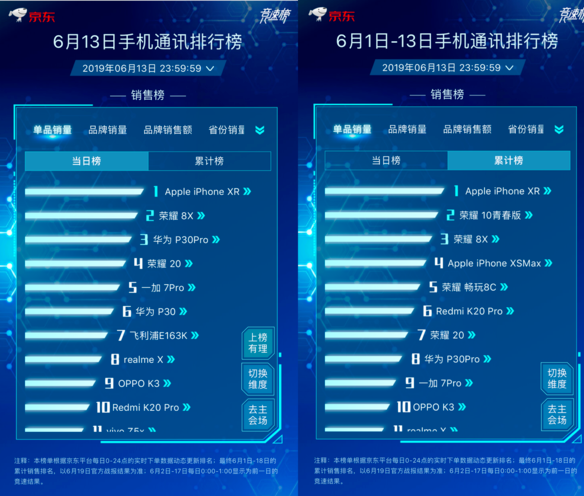 京东
竞速榜
6月13日手机通讯排行榜
2019年06月13日 23:59:59
销售榜
单品销量 品牌销量 品牌销售额 省份销量
当日榜 累计榜
1 Apple iPhone XR
2 荣耀 8X
3 华为 P30Pro
4 荣耀 20
5 一加 7Pro
6 华为 P30
7 飞利浦E163K
8 realme X
9 OPPO K3
10 Redmi K20 Pro
11 vivo Z5x
上榜有理
切换维度
去主会场
注释:本榜单根据京东平台每日0-24点的实时下单数据动态更新排名;最终6月1日-18日的
累计销售排名,以6月19日官方战报结果为准;6月2日-17日每日0:00-1:00显示为前一日的
竞速结果。
京东
竞速榜
6月1日-13日手机通讯排行榜
2019年06月13日 23:59:59
销售榜
单品销量 品牌销量 品牌销售额 省份销量
当日榜 累计榜
1 Apple iPhone XR
2 荣耀 10青春版
3 荣耀 8X
4 Apple iPhone XSMax
5 荣耀 畅玩8C
6 Redmi K20 Pro
7 荣耀 20
8 华为 P30Pro
9 一加 7Pro
10 OPPO K3
11 realme X
切换维度
去主会场
注释:本榜单根据京东平台每日0-24点的实时下单数据动态更新排名;最终6月1日-18日的
累计销售排名,以6月19日官方战报结果为准;6月2日-17日每日0:00-1:00显示为前一日的
竞速结果。